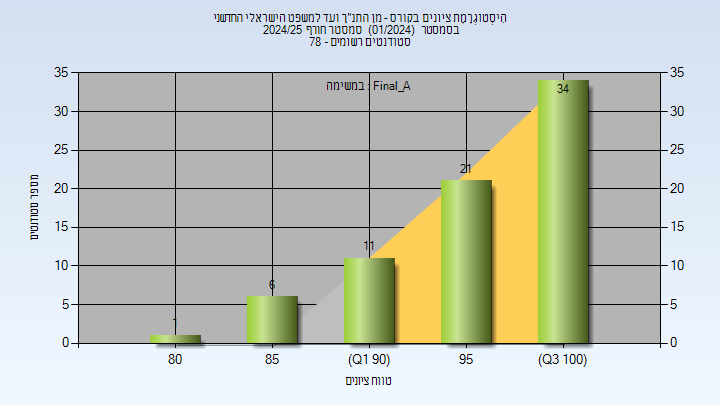 הִיסְטוֹגְרָמַת ציונים בקורס - מן התנ"ך ועד למשפט הישראלי החדשני
בסמסטר (01/2024) סמסטר חורף 2024/25
סטודנטים רשומים - 78
במשימה : Final_A
35 35
30 30
25 25
20 20
15 15
10 10
5 5
0 0
מספר סטודנטים
1 6 11 21 34
80 85 (Q1 90) 95 (Q3 100)
טווח ציונים